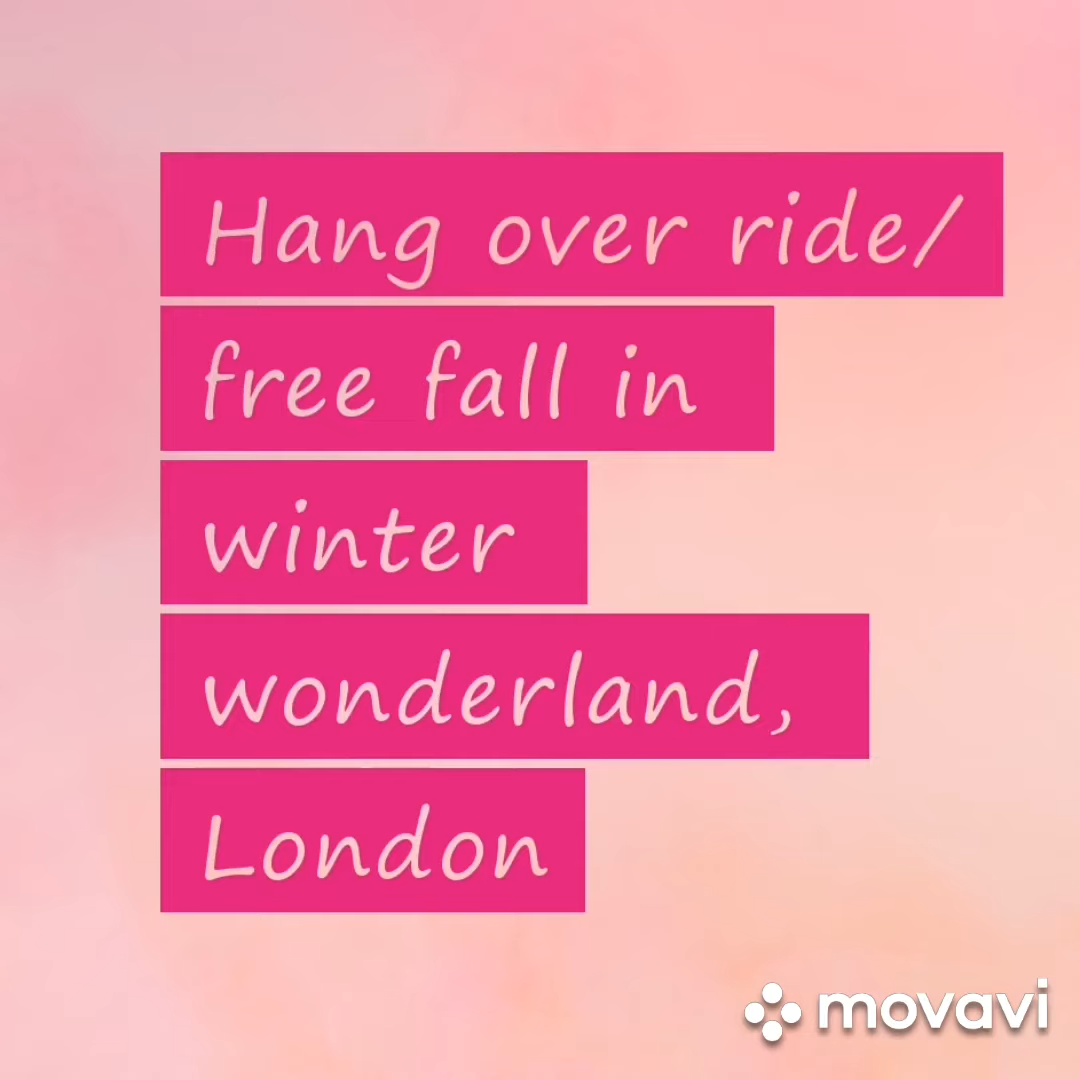 Hang over ride/
free fall in
winter
wonderland,
London
movavi